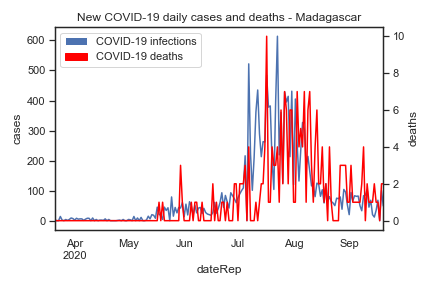 New COVID-19 daily cases and deaths - Madagascar
COVID-19 infections
COVID-19 deaths
cases
600
500
400
300
200
100
0
deaths
10
8
6
4
2
0
Apr May Jun Jul Aug Sep
2020
dateRep